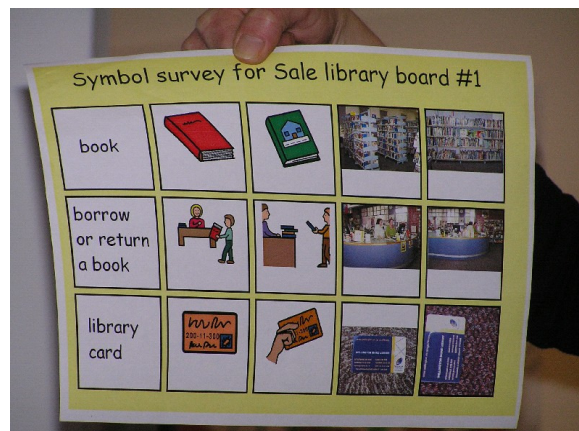 Symbol survey for Sale library board #1
book
borrow
or return
a book
library
card